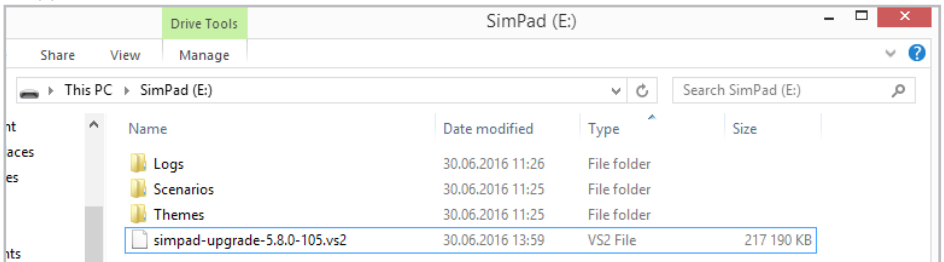 Drive Tools SimPad (E:)
Share View Manage
This PC SimPad (E:) Search SimPad (E:)
Name Date modified Type Size
nt
aces
es
nts
Logs 30.06.2016 11:26 File folder
Scenarios 30.06.2016 11:25 File folder
Themes 30.06.2016 11:25 File folder
simpad-upgrade-5.8.0-105.vs2 30.06.2016 13:59 VS2 File 217 190 KB